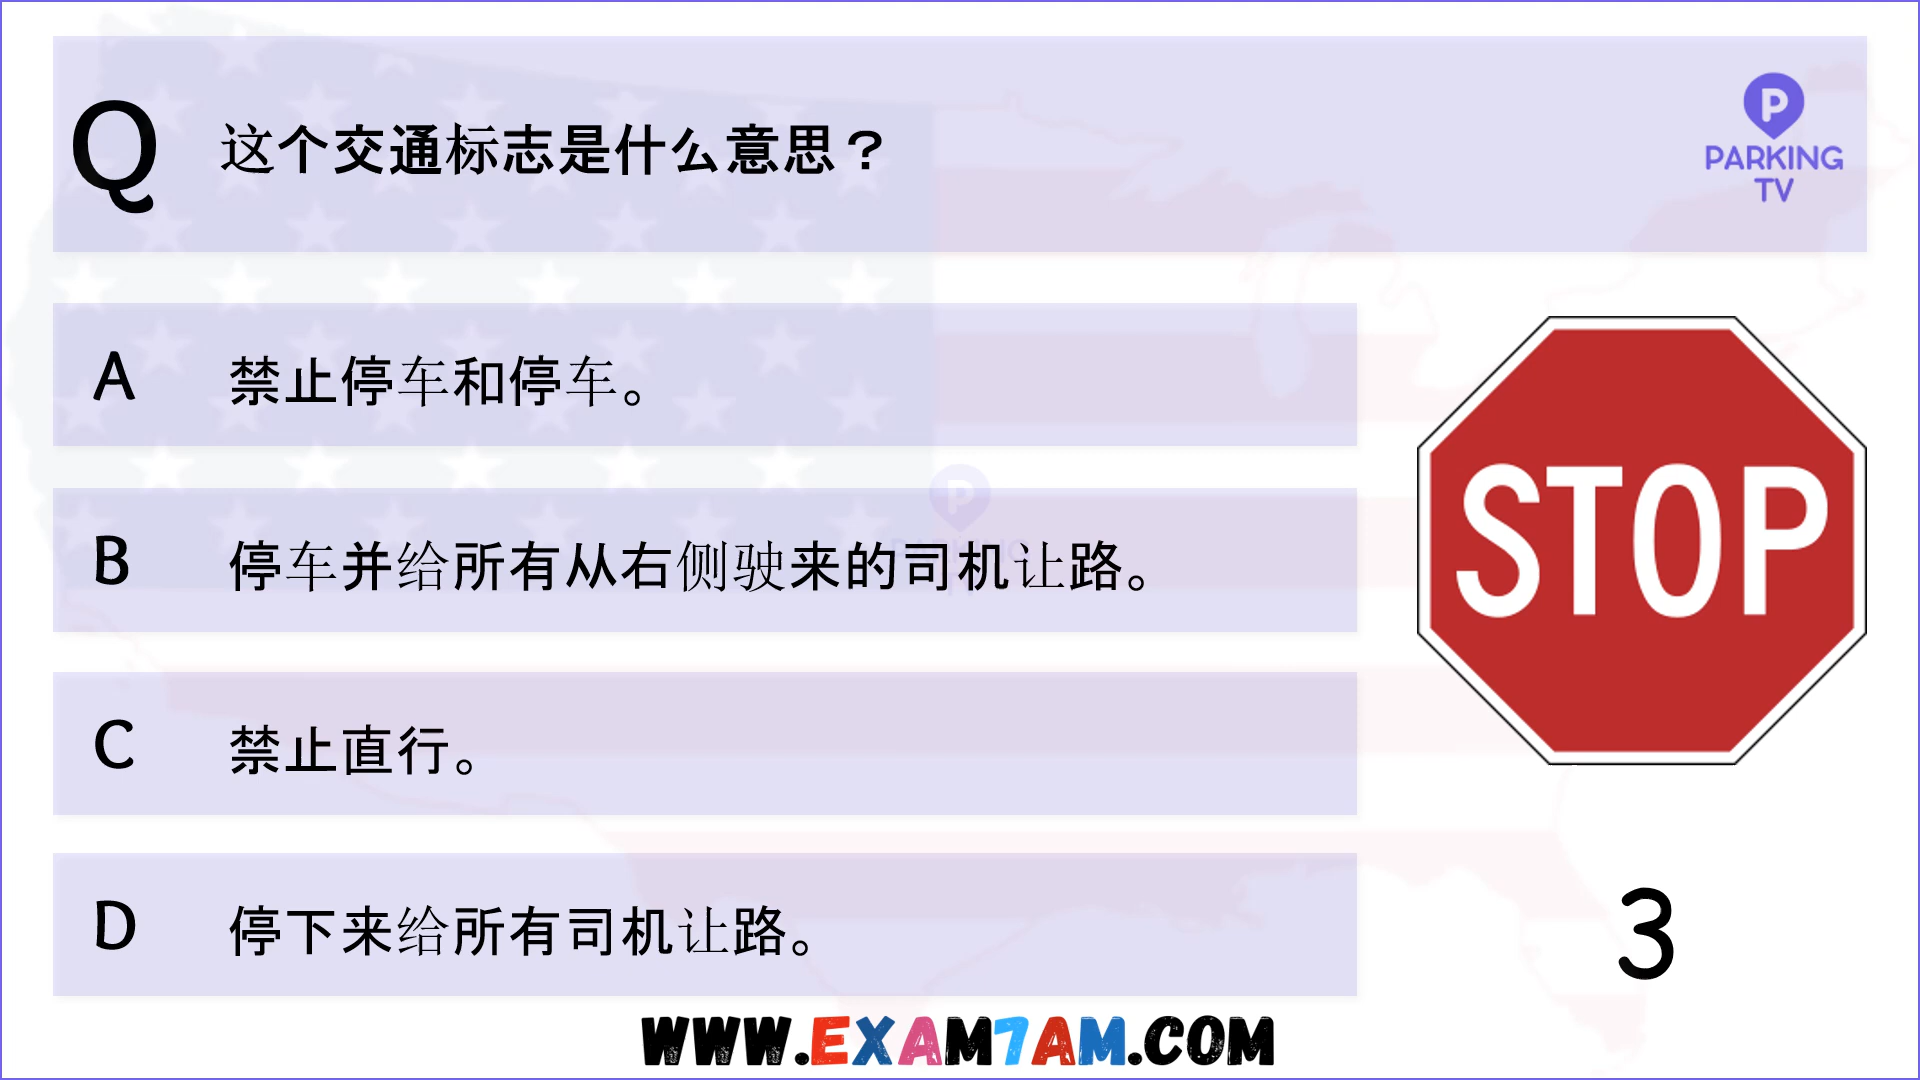 Q 这个交通标志是什么意思？
PARKING
TV
A 禁止停车和停车。
B 停车并给所有从右侧驶来的司机让路。
STOP
C 禁止直行。
D 停下来给所有司机让路。
3
WWW.EXAM7AM.COM